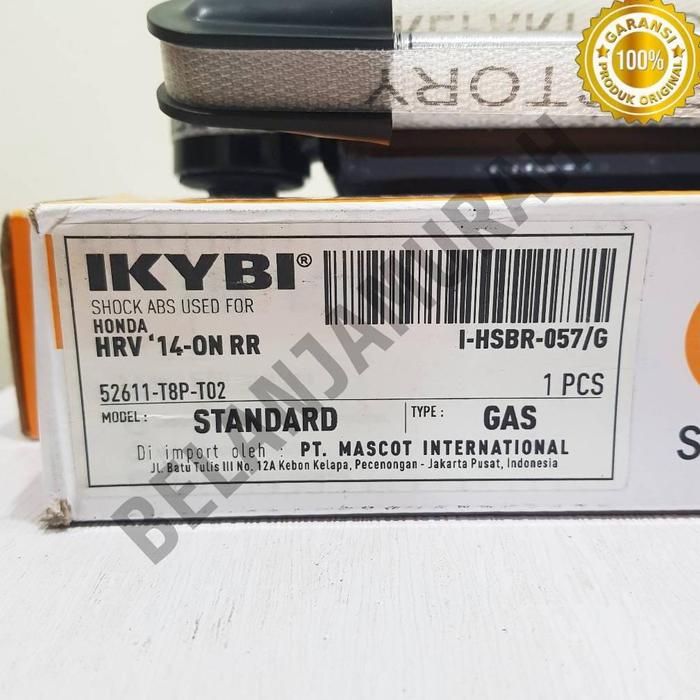 GARANSI
100%
PRODUK ORIGINAL
TORY
IKYBI®
SHOCK ABS USED FOR
HONDA
HRV '14-ON RR
I-HSBR-057/G
52611-T8P-T02
1 PCS
MODEL : STANDARD
TYPE : GAS
Di import oleh : PT. MASCOT INTERNATIONAL
Jl. Batu Tulis III No. 12A Kebon Kelapa, Pecenongan - Jakarta Pusat, Indonesia
S
BELANJAMURAH